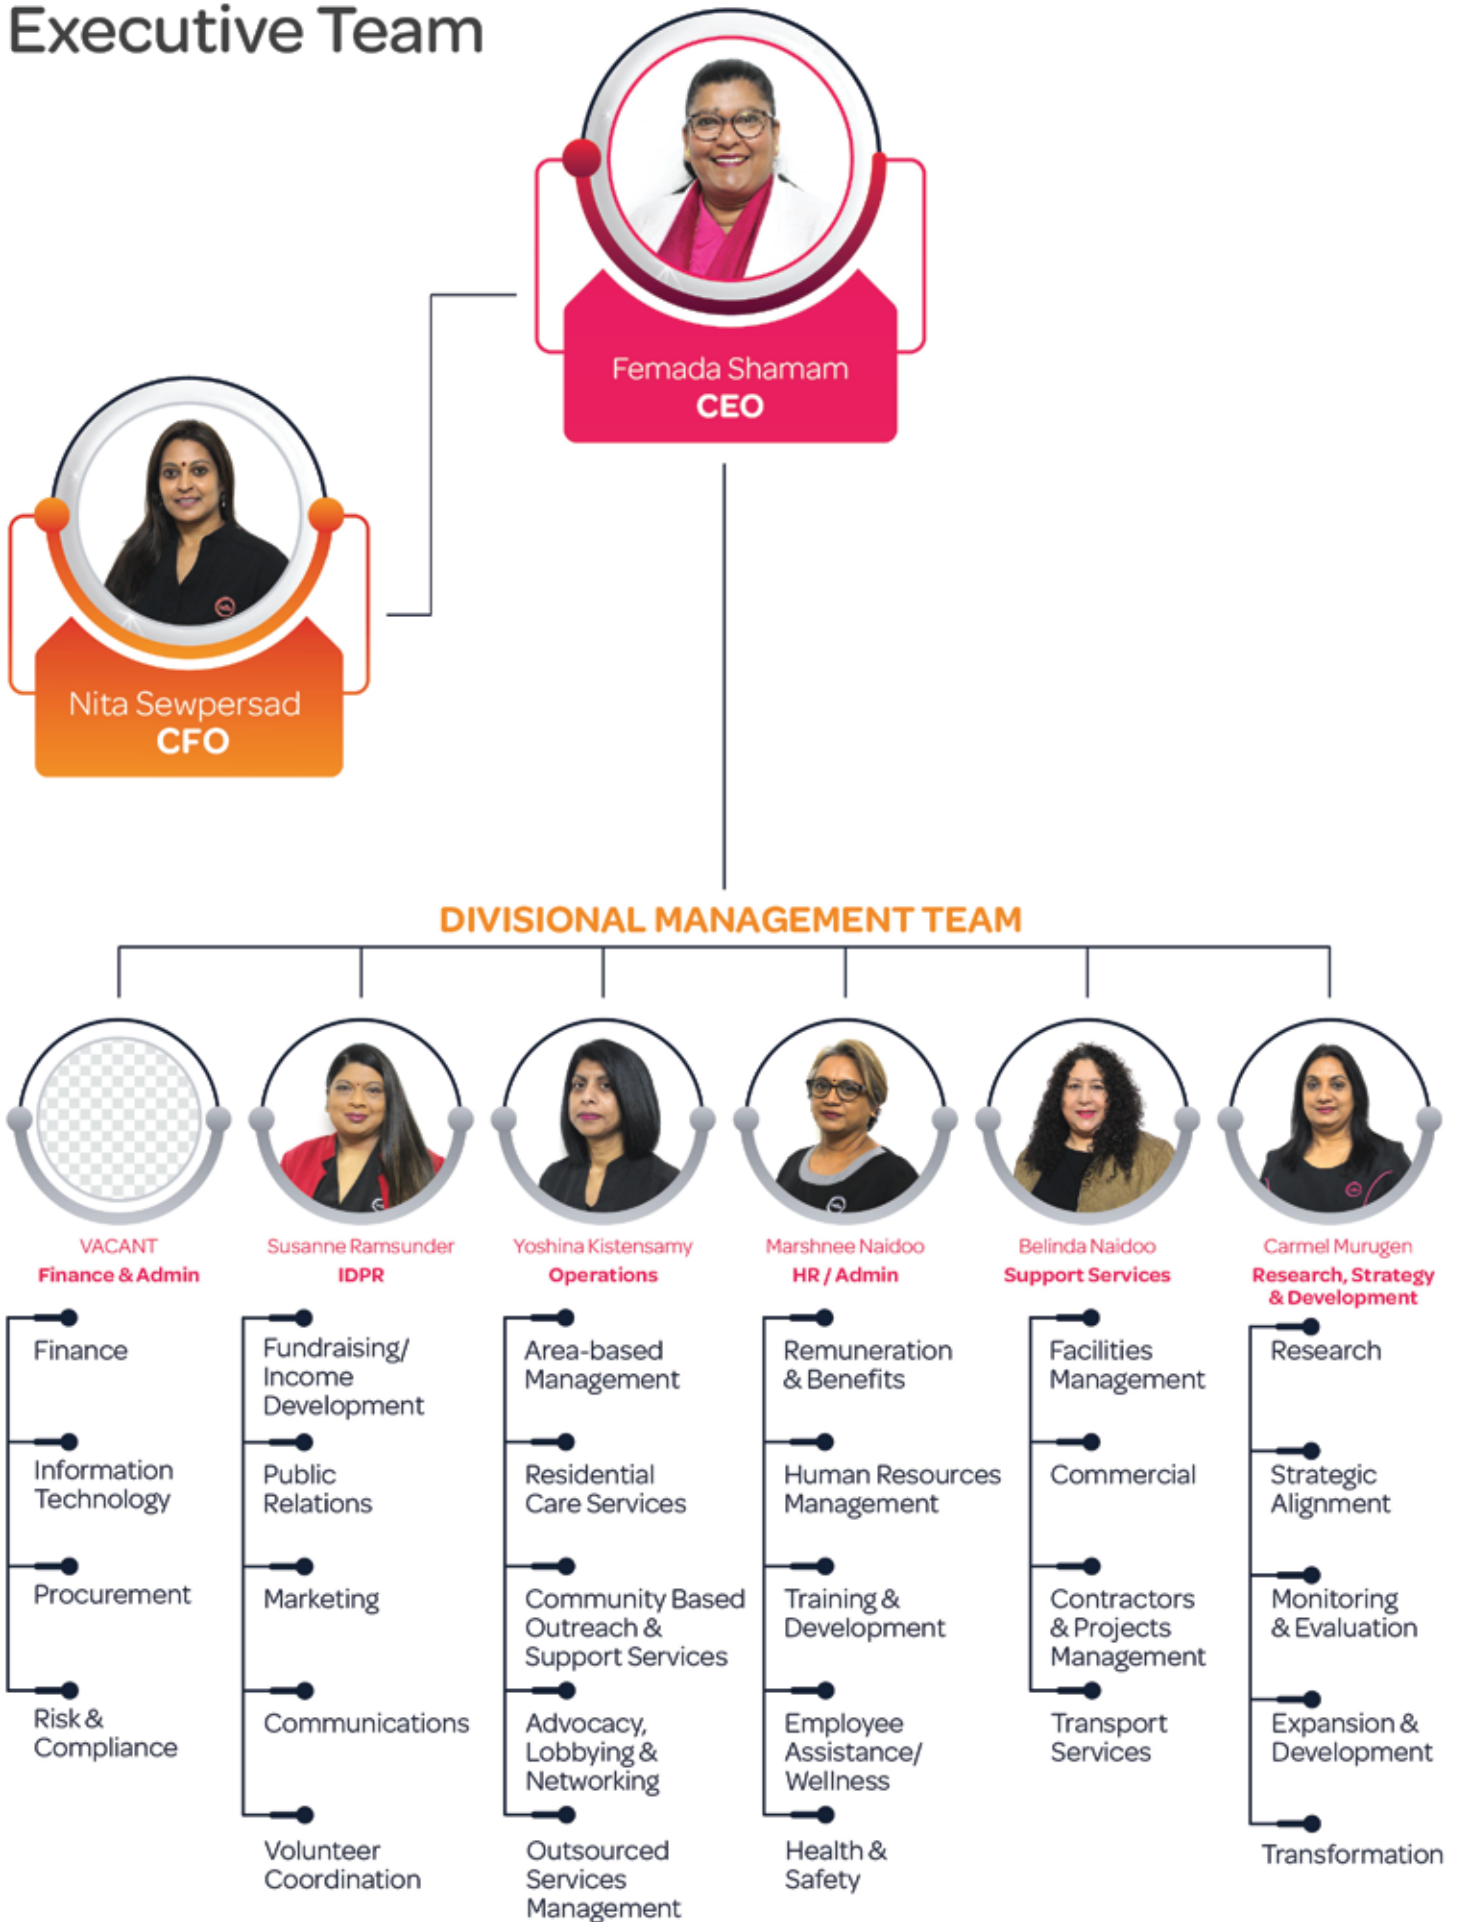 Executive Team
Femada Shamam
CEO
Nita Sewpersad
CFO
DIVISIONAL MANAGEMENT TEAM
VACANT
Finance & Admin
Finance
Information
Technology
Procurement
Risk &
Compliance
Susanne Ramsunder
IDPR
Fundraising/
Income
Development
Public
Relations
Marketing
Communications
Volunteer
Coordination
Yoshina Kistensamy
Operations
Area-based
Management
Residential
Care Services
Community Based
Outreach &
Support Services
Advocacy,
Lobbying &
Networking
Outsourced
Services
Management
Marshnee Naidoo
HR / Admin
Remuneration
& Benefits
Human Resources
Management
Training &
Development
Employee
Assistance/
Wellness
Health &
Safety
Belinda Naidoo
Support Services
Facilities
Management
Commercial
Contractors
& Projects
Management
Transport
Services
Carmel Murugen
Research, Strategy
& Development
Research
Strategic
Alignment
Monitoring
& Evaluation
Expansion &
Development
Transformation